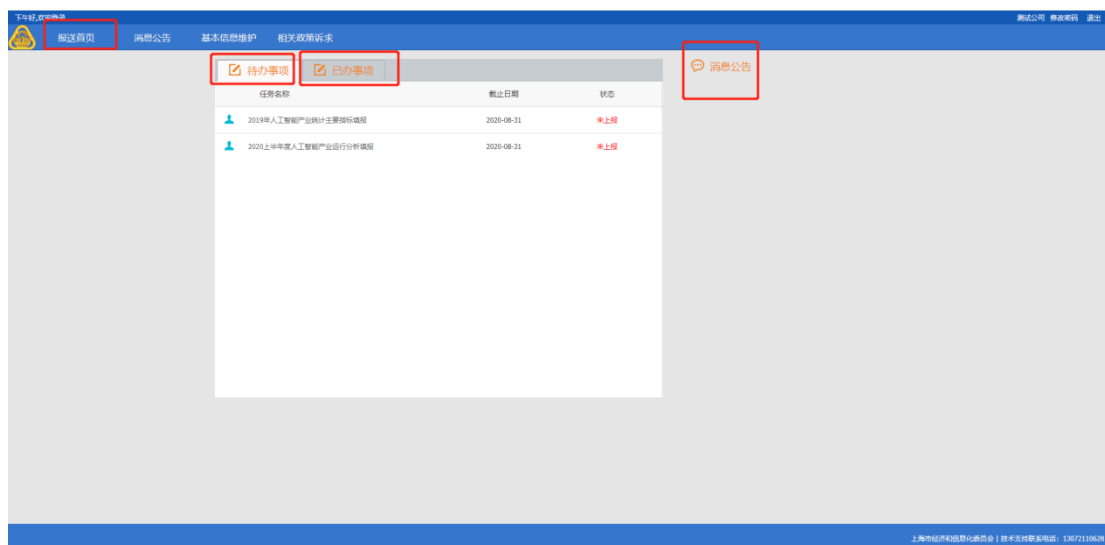 下午好,欢迎登录
测试公司 修改密码 退出
报送首页 消息公告 基本信息维护 相关政策诉求
待办事项 已办事项
消息公告
任务名称 截止日期 状态
2019年人工智能产业统计主要指标填报 2020-08-31 未上报
2020上半年度人工智能产业运行分析填报 2020-08-31 未上报
上海市经济和信息化委员会 | 技术支持联系电话：13072110628